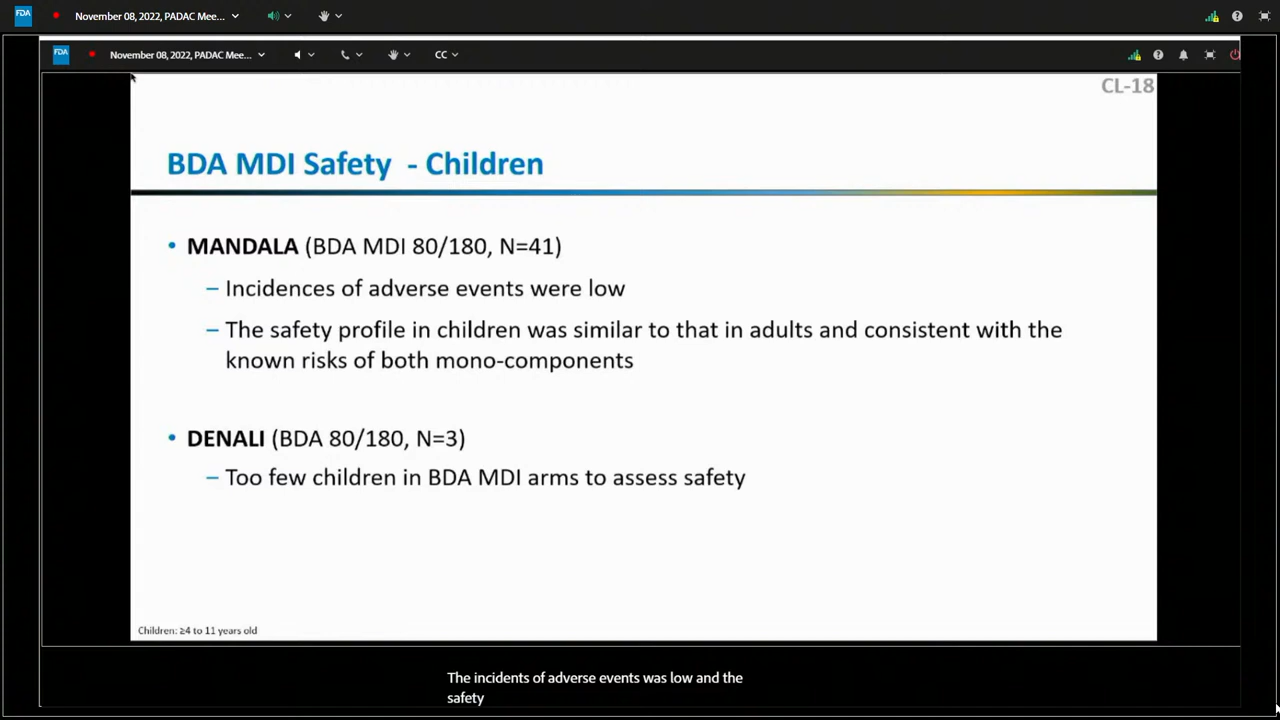 FDA
November 08, 2022, PADAC Mee...
FDA
November 08, 2022, PADAC Mee...
CC
CL-18
BDA MDI Safety - Children
• MANDALA (BDA MDI 80/180, N=41)
– Incidences of adverse events were low
– The safety profile in children was similar to that in adults and consistent with the
known risks of both mono-components
• DENALI (BDA 80/180, N=3)
– Too few children in BDA MDI arms to assess safety
Children: ≥4 to 11 years old
The incidents of adverse events was low and the
safety